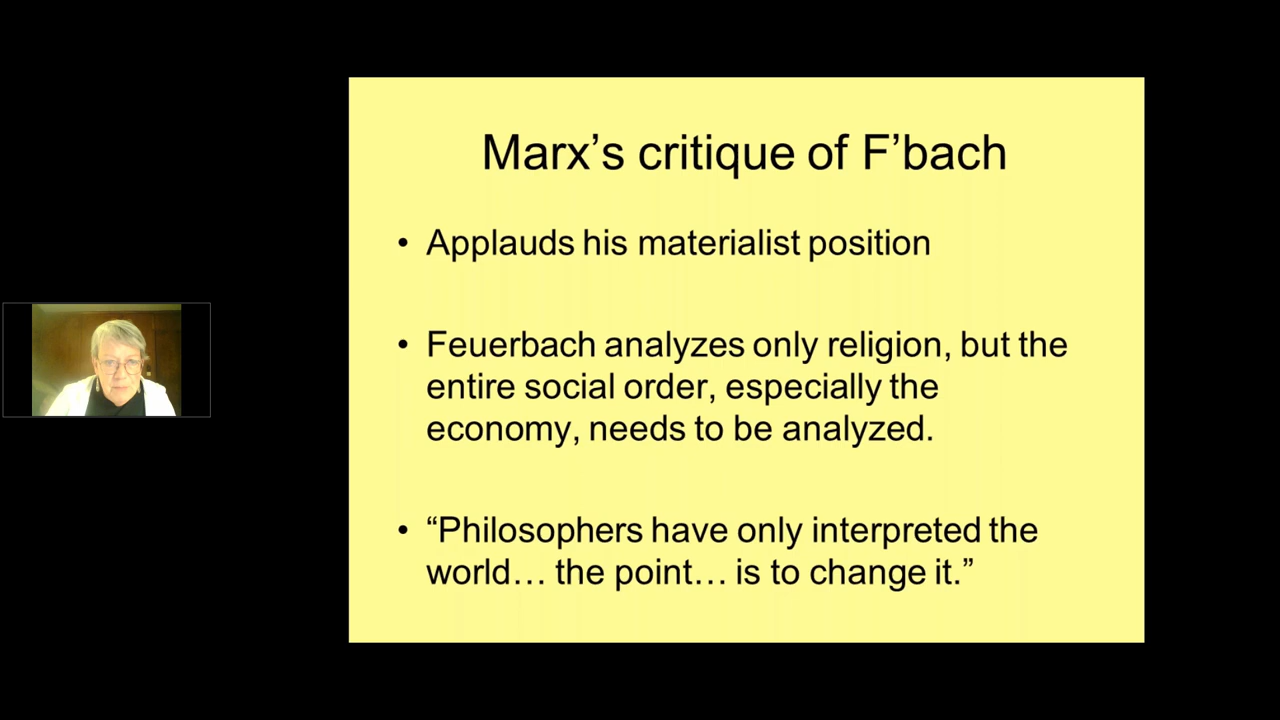 Marx’s critique of F’bach
• Applauds his materialist position
• Feuerbach analyzes only religion, but the
entire social order, especially the
economy, needs to be analyzed.
• “Philosophers have only interpreted the
world… the point… is to change it.”